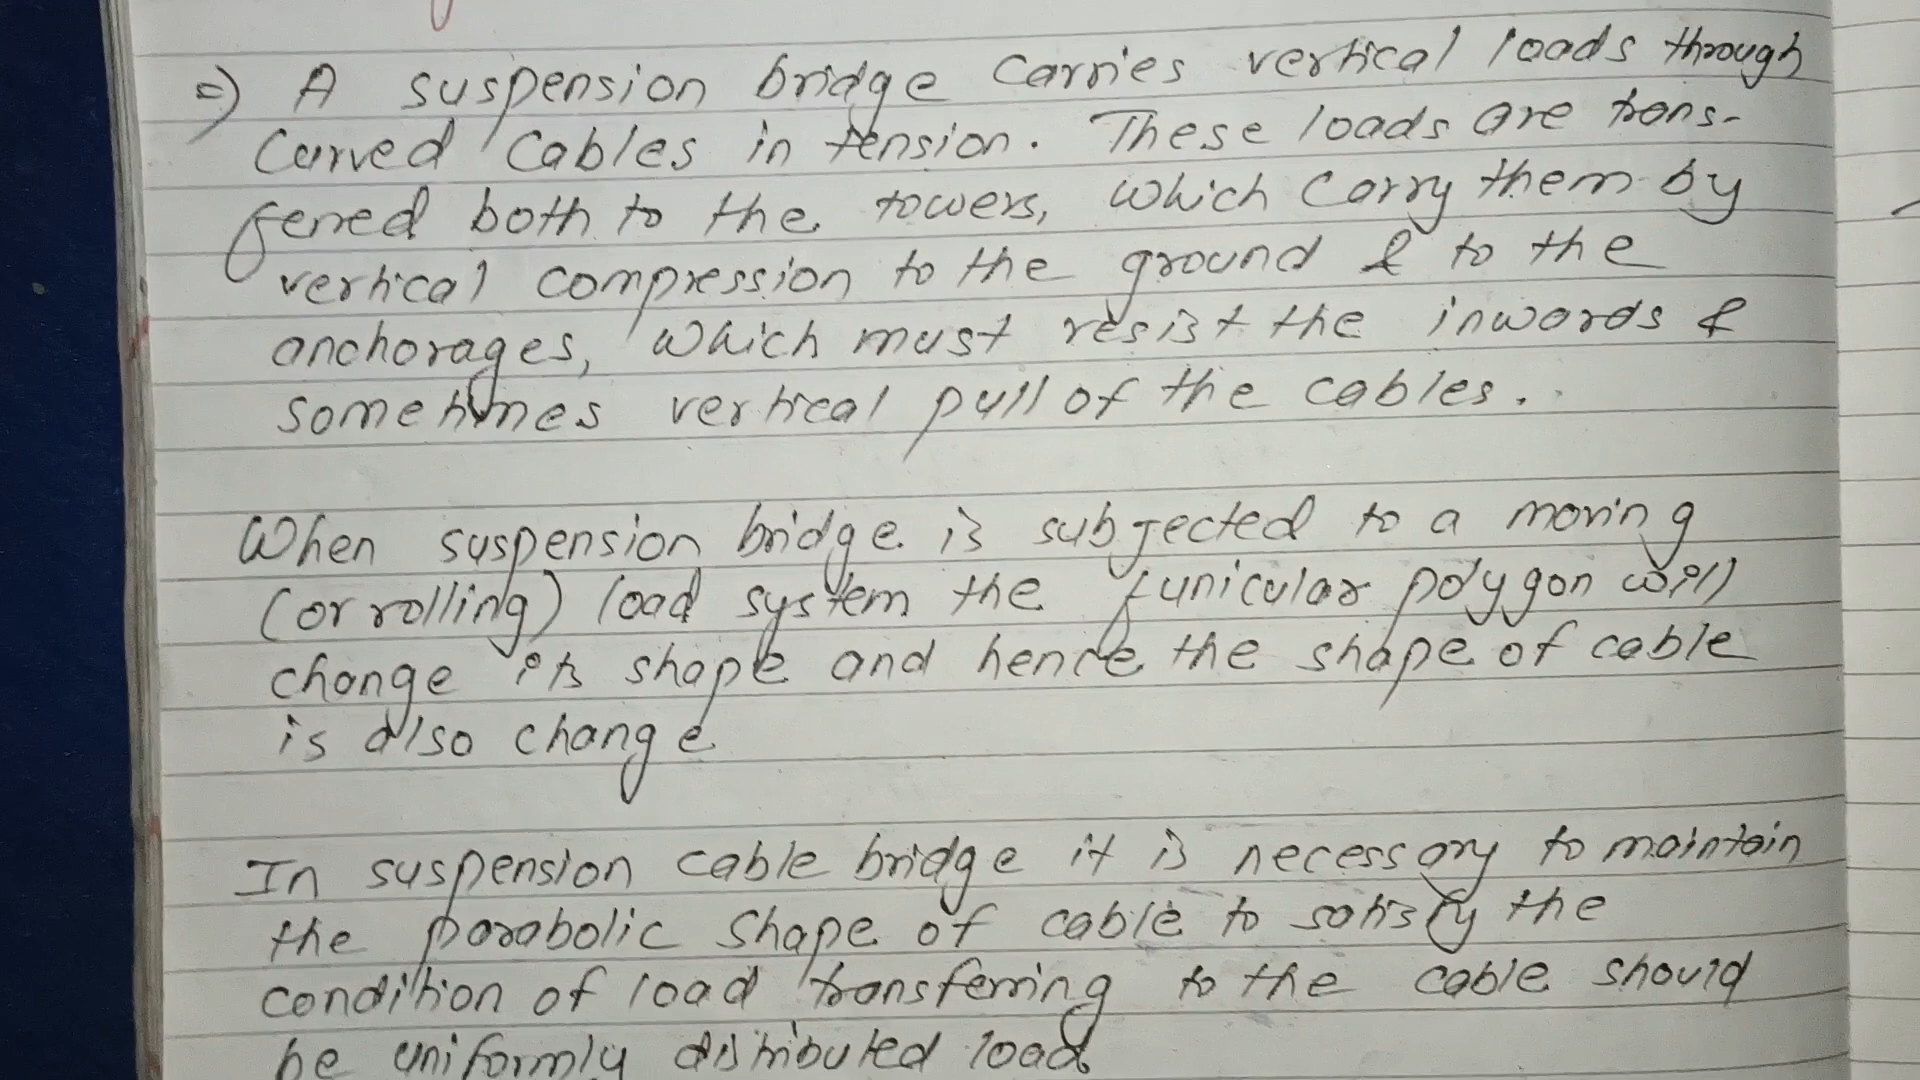 ⇒) A suspension bridge carries vertical loads through
Curved cables in tension. These loads are trans-
ferred both to the towers, which carry them by
vertical compression to the ground & to the
anchorages, which must resist the inwards &
sometimes vertical pull of the cables.
When suspension bridge is subjected to a moving
(or rolling) load system the funicular polygon will
change its shape and hence the shape of cable
is also change
In suspension cable bridge it is necessary to maintain
the parabolic shape of cable to satisfy the
condition of load transferring to the cable should
be uniformly distributed load